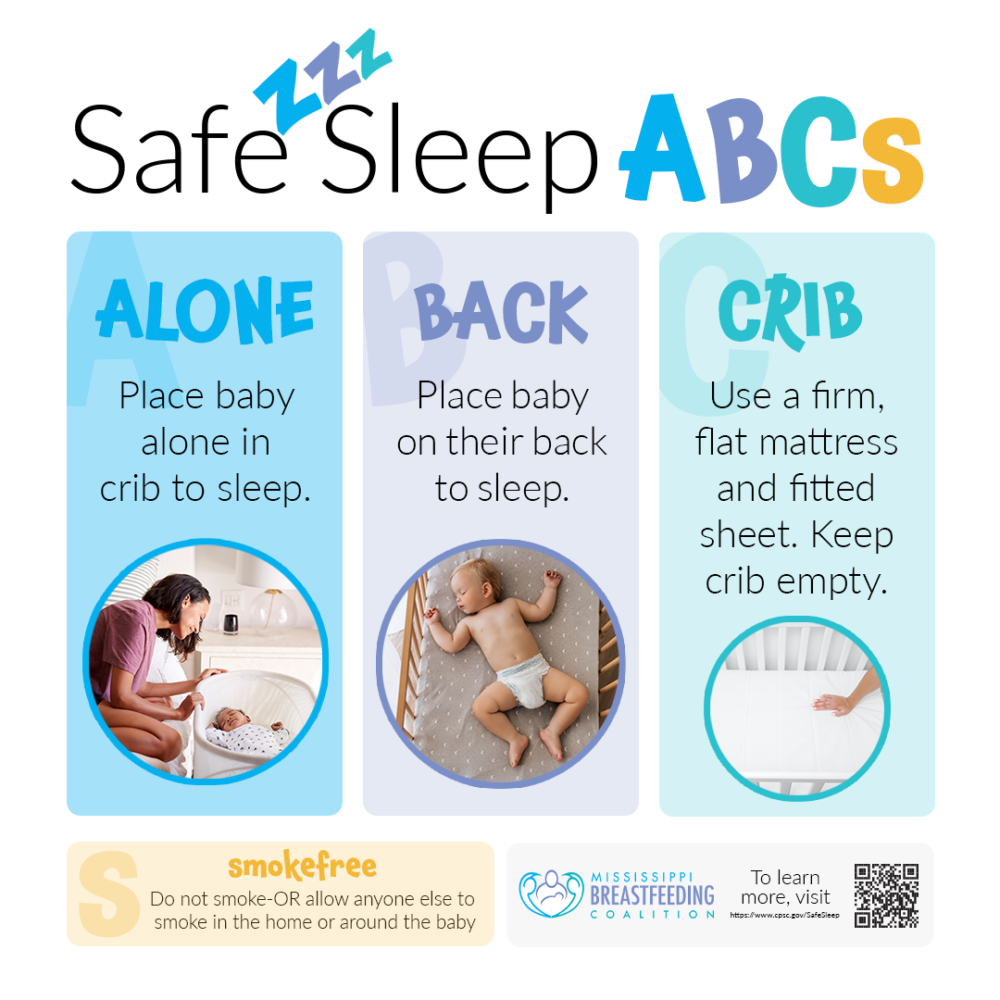 zzz
Safe Sleep ABCs
ALONE
Place baby
alone in
crib to sleep.
BACK
Place baby
on their back
to sleep.
CRIB
Use a firm,
flat mattress
and fitted
sheet. Keep
crib empty.
S
smokefree
Do not smoke-OR allow anyone else to
smoke in the home or around the baby
MISSISSIPPI
BREASTFEEDING
COALITION
To learn
more, visit
https://www.cpsc.gov/SafeSleep